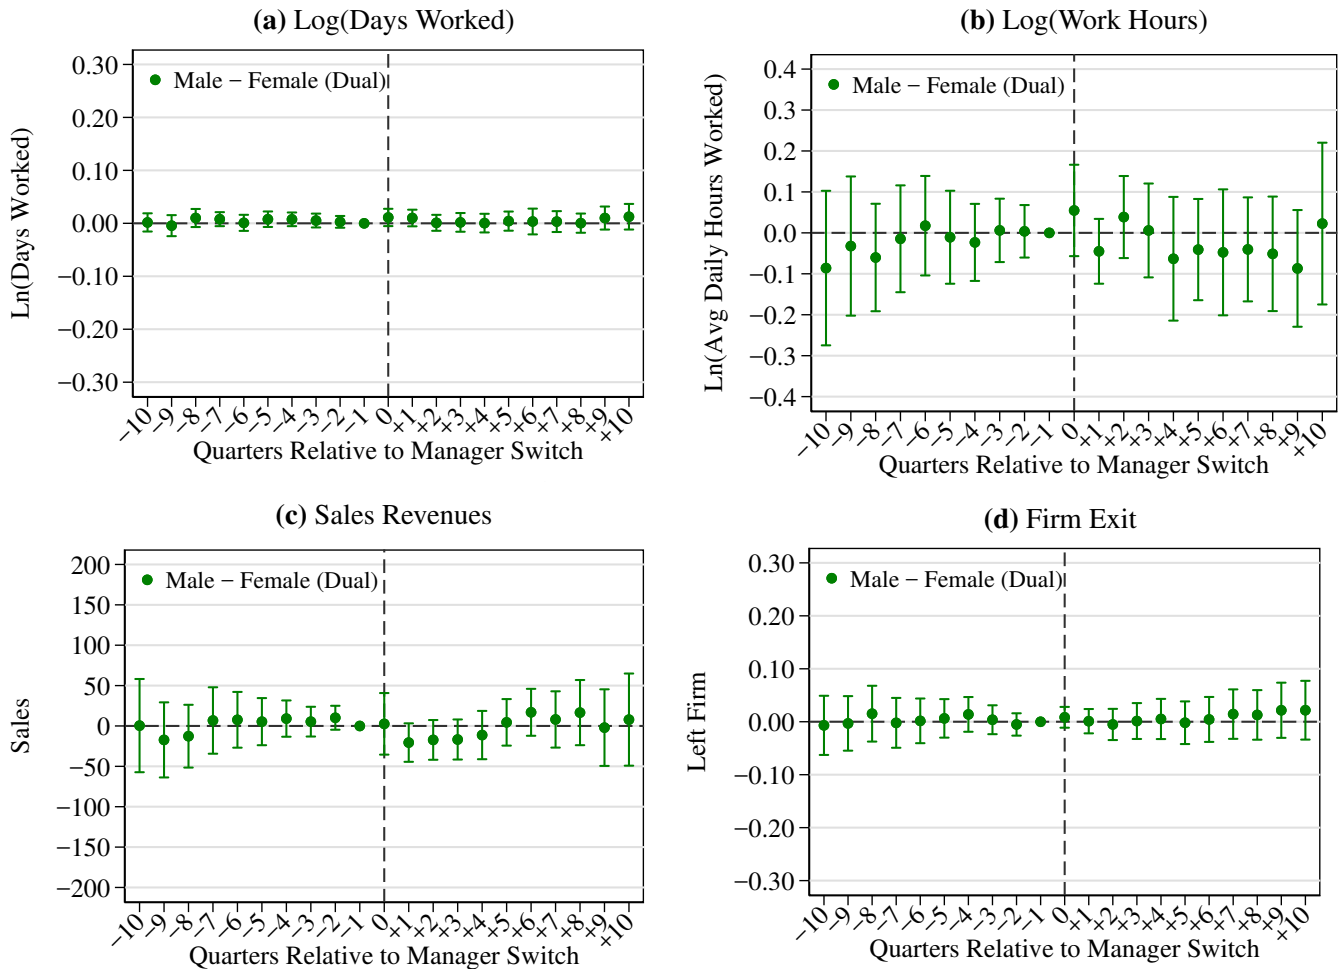 (a) Log(Days Worked)
Male − Female (Dual)
Ln(Days Worked)
0.30
0.20
0.10
0.00
−0.10
−0.20
−0.30
−10 −9 −8 −7 −6 −5 −4 −3 −2 −1 0 +1 +2 +3 +4 +5 +6 +7 +8 +9 +10
Quarters Relative to Manager Switch
(b) Log(Work Hours)
Male − Female (Dual)
Ln(Avg Daily Hours Worked)
0.4
0.3
0.2
0.1
0.0
−0.1
−0.2
−0.3
−0.4
−10 −9 −8 −7 −6 −5 −4 −3 −2 −1 0 +1 +2 +3 +4 +5 +6 +7 +8 +9 +10
Quarters Relative to Manager Switch
(c) Sales Revenues
Male − Female (Dual)
Sales
200
150
100
50
0
−50
−100
−150
−200
−10 −9 −8 −7 −6 −5 −4 −3 −2 −1 0 +1 +2 +3 +4 +5 +6 +7 +8 +9 +10
Quarters Relative to Manager Switch
(d) Firm Exit
Male − Female (Dual)
Left Firm
0.30
0.20
0.10
0.00
−0.10
−0.20
−0.30
−10 −9 −8 −7 −6 −5 −4 −3 −2 −1 0 +1 +2 +3 +4 +5 +6 +7 +8 +9 +10
Quarters Relative to Manager Switch